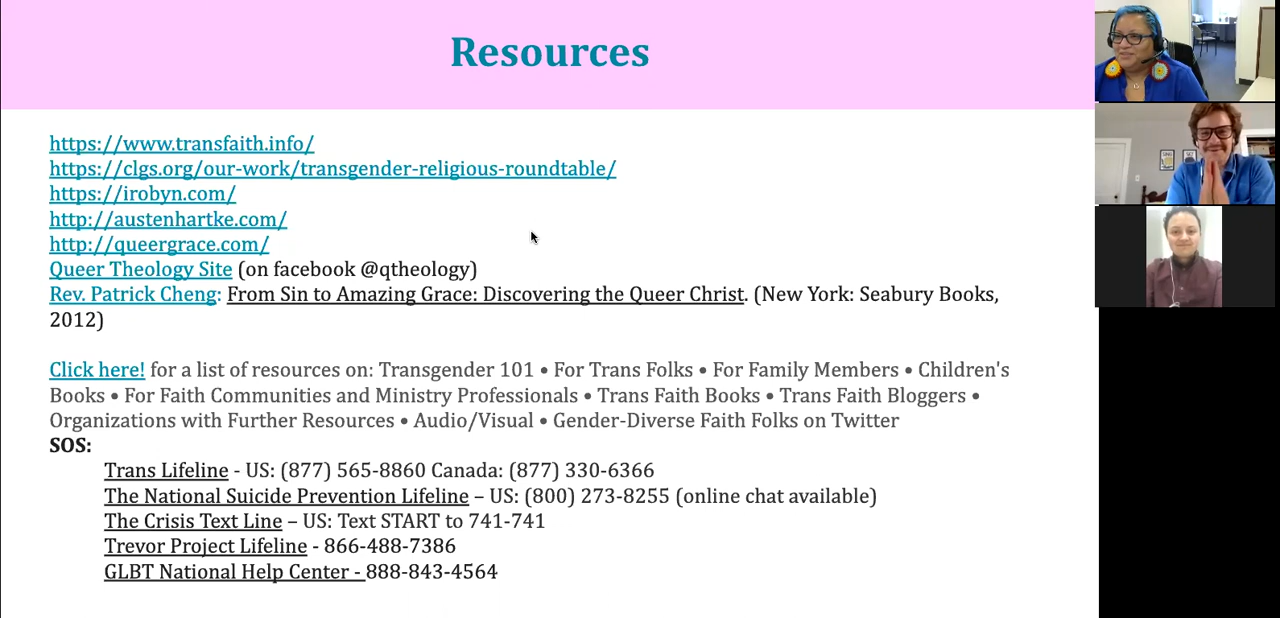 Resources
https://www.transfaith.info/
https://clgs.org/our-work/transgender-religious-roundtable/
https://irobyn.com/
http://austenhartke.com/
http://queergrace.com/
Queer Theology Site (on facebook @qtheology)
Rev. Patrick Cheng: From Sin to Amazing Grace: Discovering the Queer Christ. (New York: Seabury Books,
2012)
Click here! for a list of resources on: Transgender 101 • For Trans Folks • For Family Members • Children's
Books • For Faith Communities and Ministry Professionals • Trans Faith Books • Trans Faith Bloggers •
Organizations with Further Resources • Audio/Visual • Gender-Diverse Faith Folks on Twitter
SOS:
Trans Lifeline - US: (877) 565-8860 Canada: (877) 330-6366
The National Suicide Prevention Lifeline – US: (800) 273-8255 (online chat available)
The Crisis Text Line – US: Text START to 741-741
Trevor Project Lifeline - 866-488-7386
GLBT National Help Center - 888-843-4564